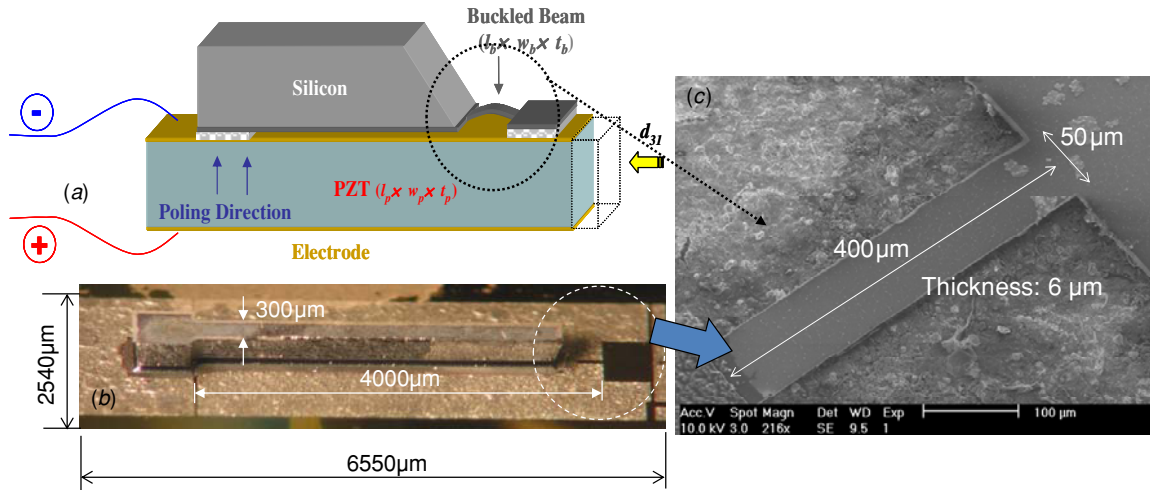 Buckled Beam
(l_b × w_b × t_b)
Silicon
-
d_31
(a)
PZT (l_p × w_p × t_p)
Poling Direction
+
Electrode
300μm
2540μm
4000μm
(b)
6550μm
(c)
50μm
400μm
Thickness: 6 μm
Acc.V Spot Magn Det WD Exp
10.0 kV 3.0 216x SE 9.5 1
100 μm